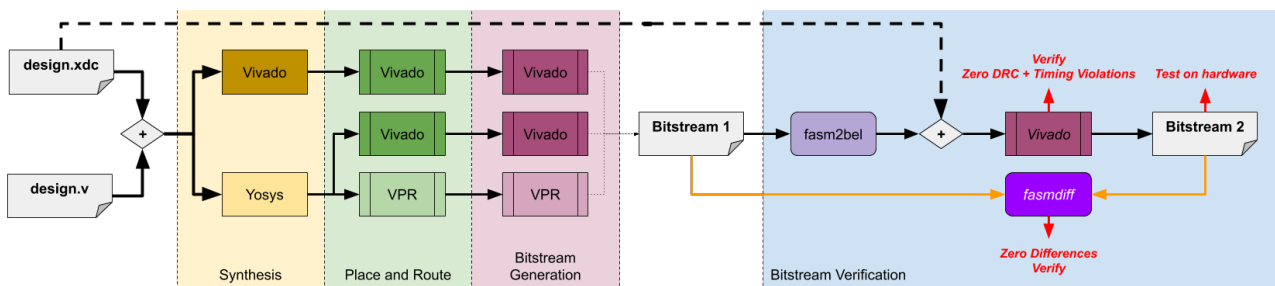 design.xdc
design.v
+
Vivado
Yosys
Synthesis
Vivado
Vivado
VPR
Place and Route
Vivado
Vivado
VPR
Bitstream
Generation
Bitstream 1
fasm2bel
+
Verify
Zero DRC + Timing Violations
Vivado
Test on hardware
Bitstream 2
fasmdiff
Zero Differences
Verify
Bitstream Verification